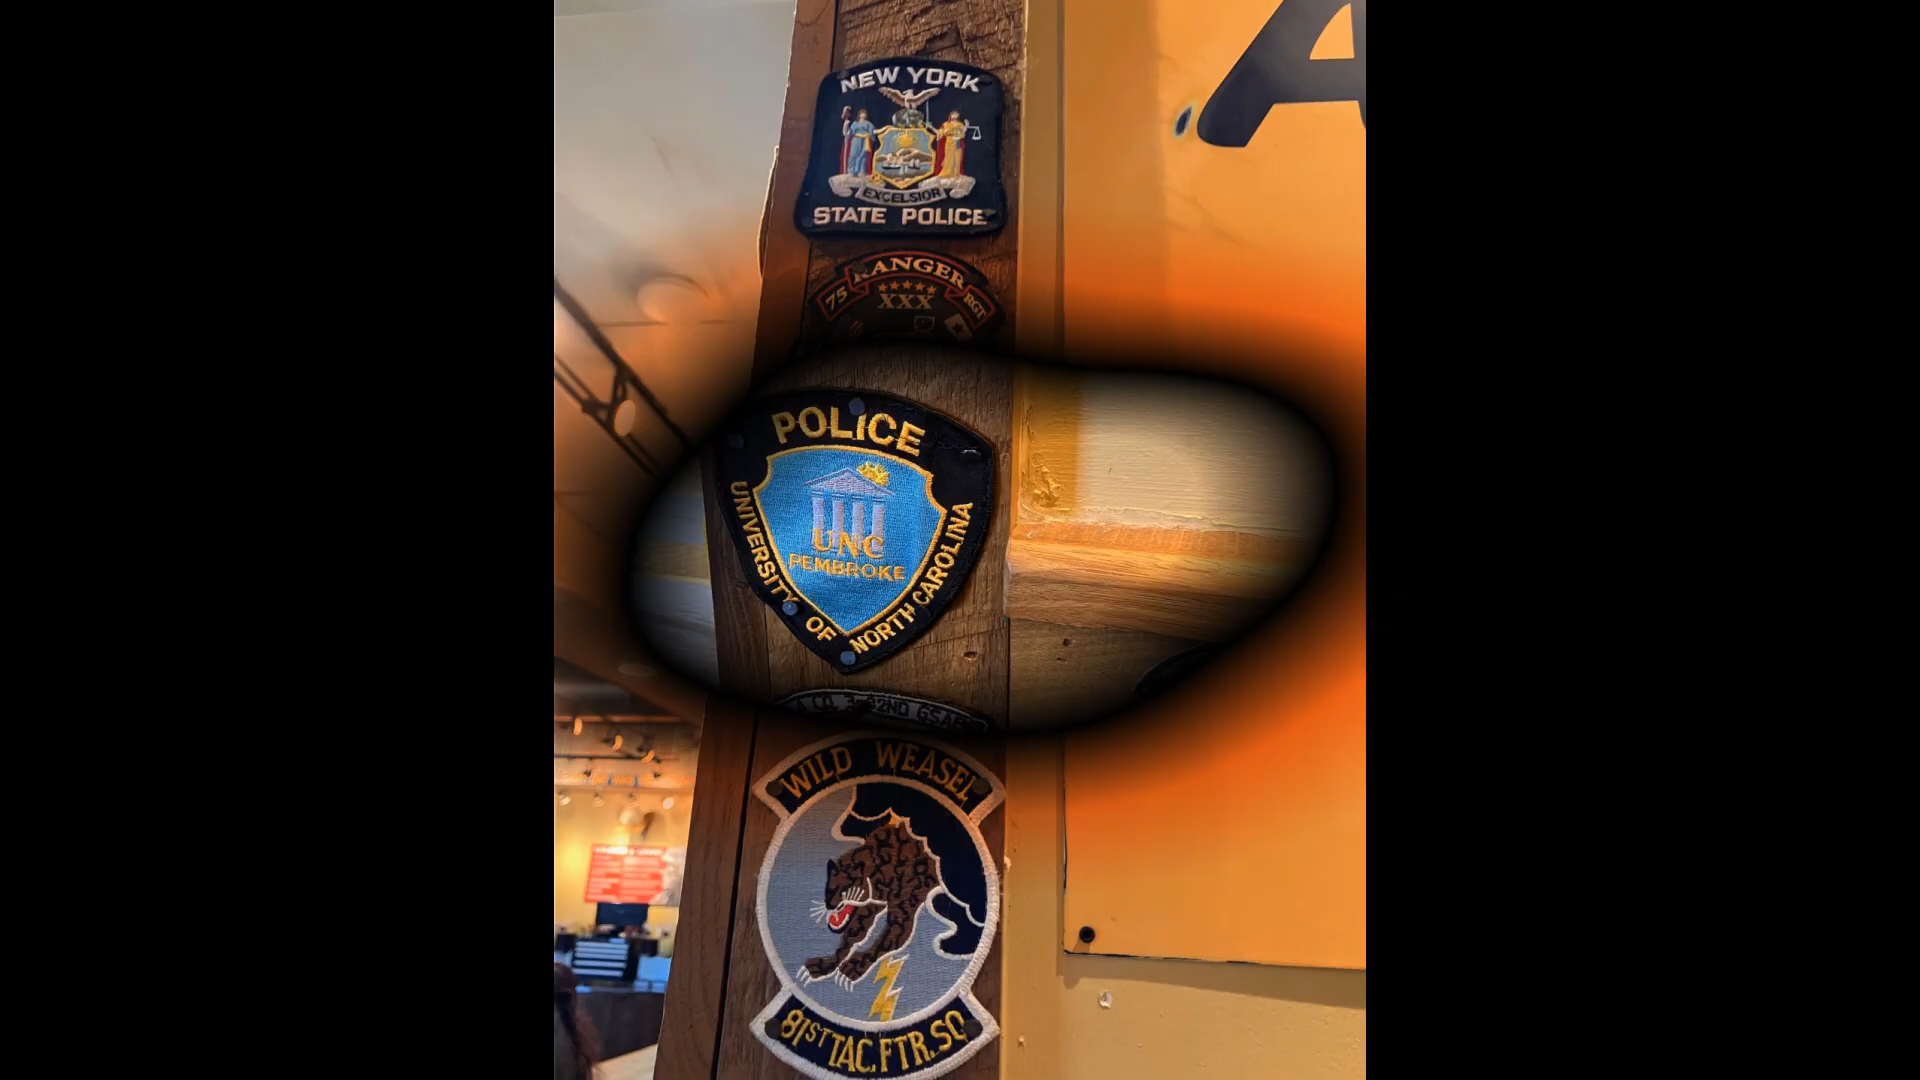 NEW YORK
EXCELSIOR
STATE POLICE
75 RANGER RGT
XXX
POLICE
UNC
PEMBROKE
UNIVERSITY OF NORTH CAROLINA
GSAB
WILD WEASEL
81ST TAC.FTR.SQ
A